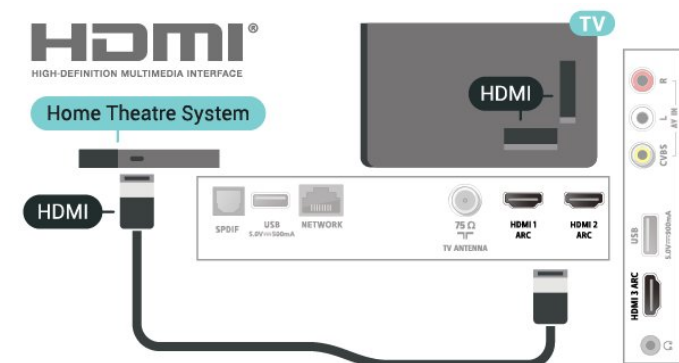 HDMI®
HIGH-DEFINITION MULTIMEDIA INTERFACE
TV
Home Theatre System
HDMI
HDMI
SPDIF
USB
5.0V⎓500mA
NETWORK
75 Ω
TV ANTENNA
HDMI 1
ARC
HDMI 2
ARC
R
L
CVBS
AV IN
USB
5.0V⎓900mA
HDMI 3 ARC